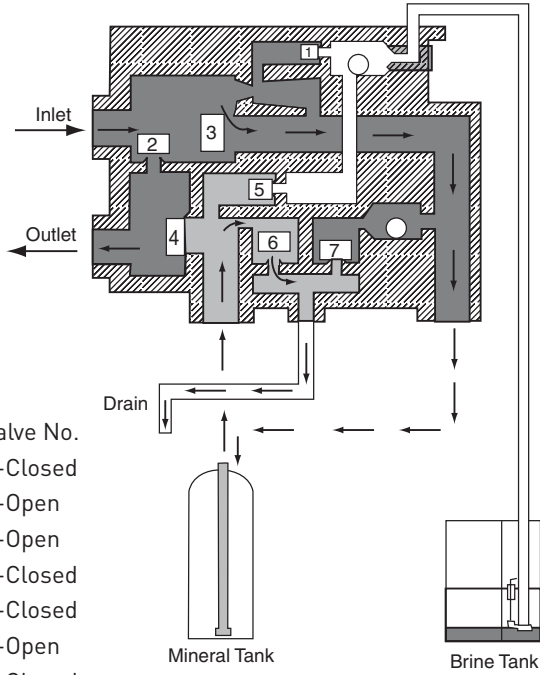 1
2
3
Inlet
5
4
6
7
Outlet
Drain
alve No.
-Closed
-Open
-Open
-Closed
-Closed
-Open
Mineral Tank
Brine Tank